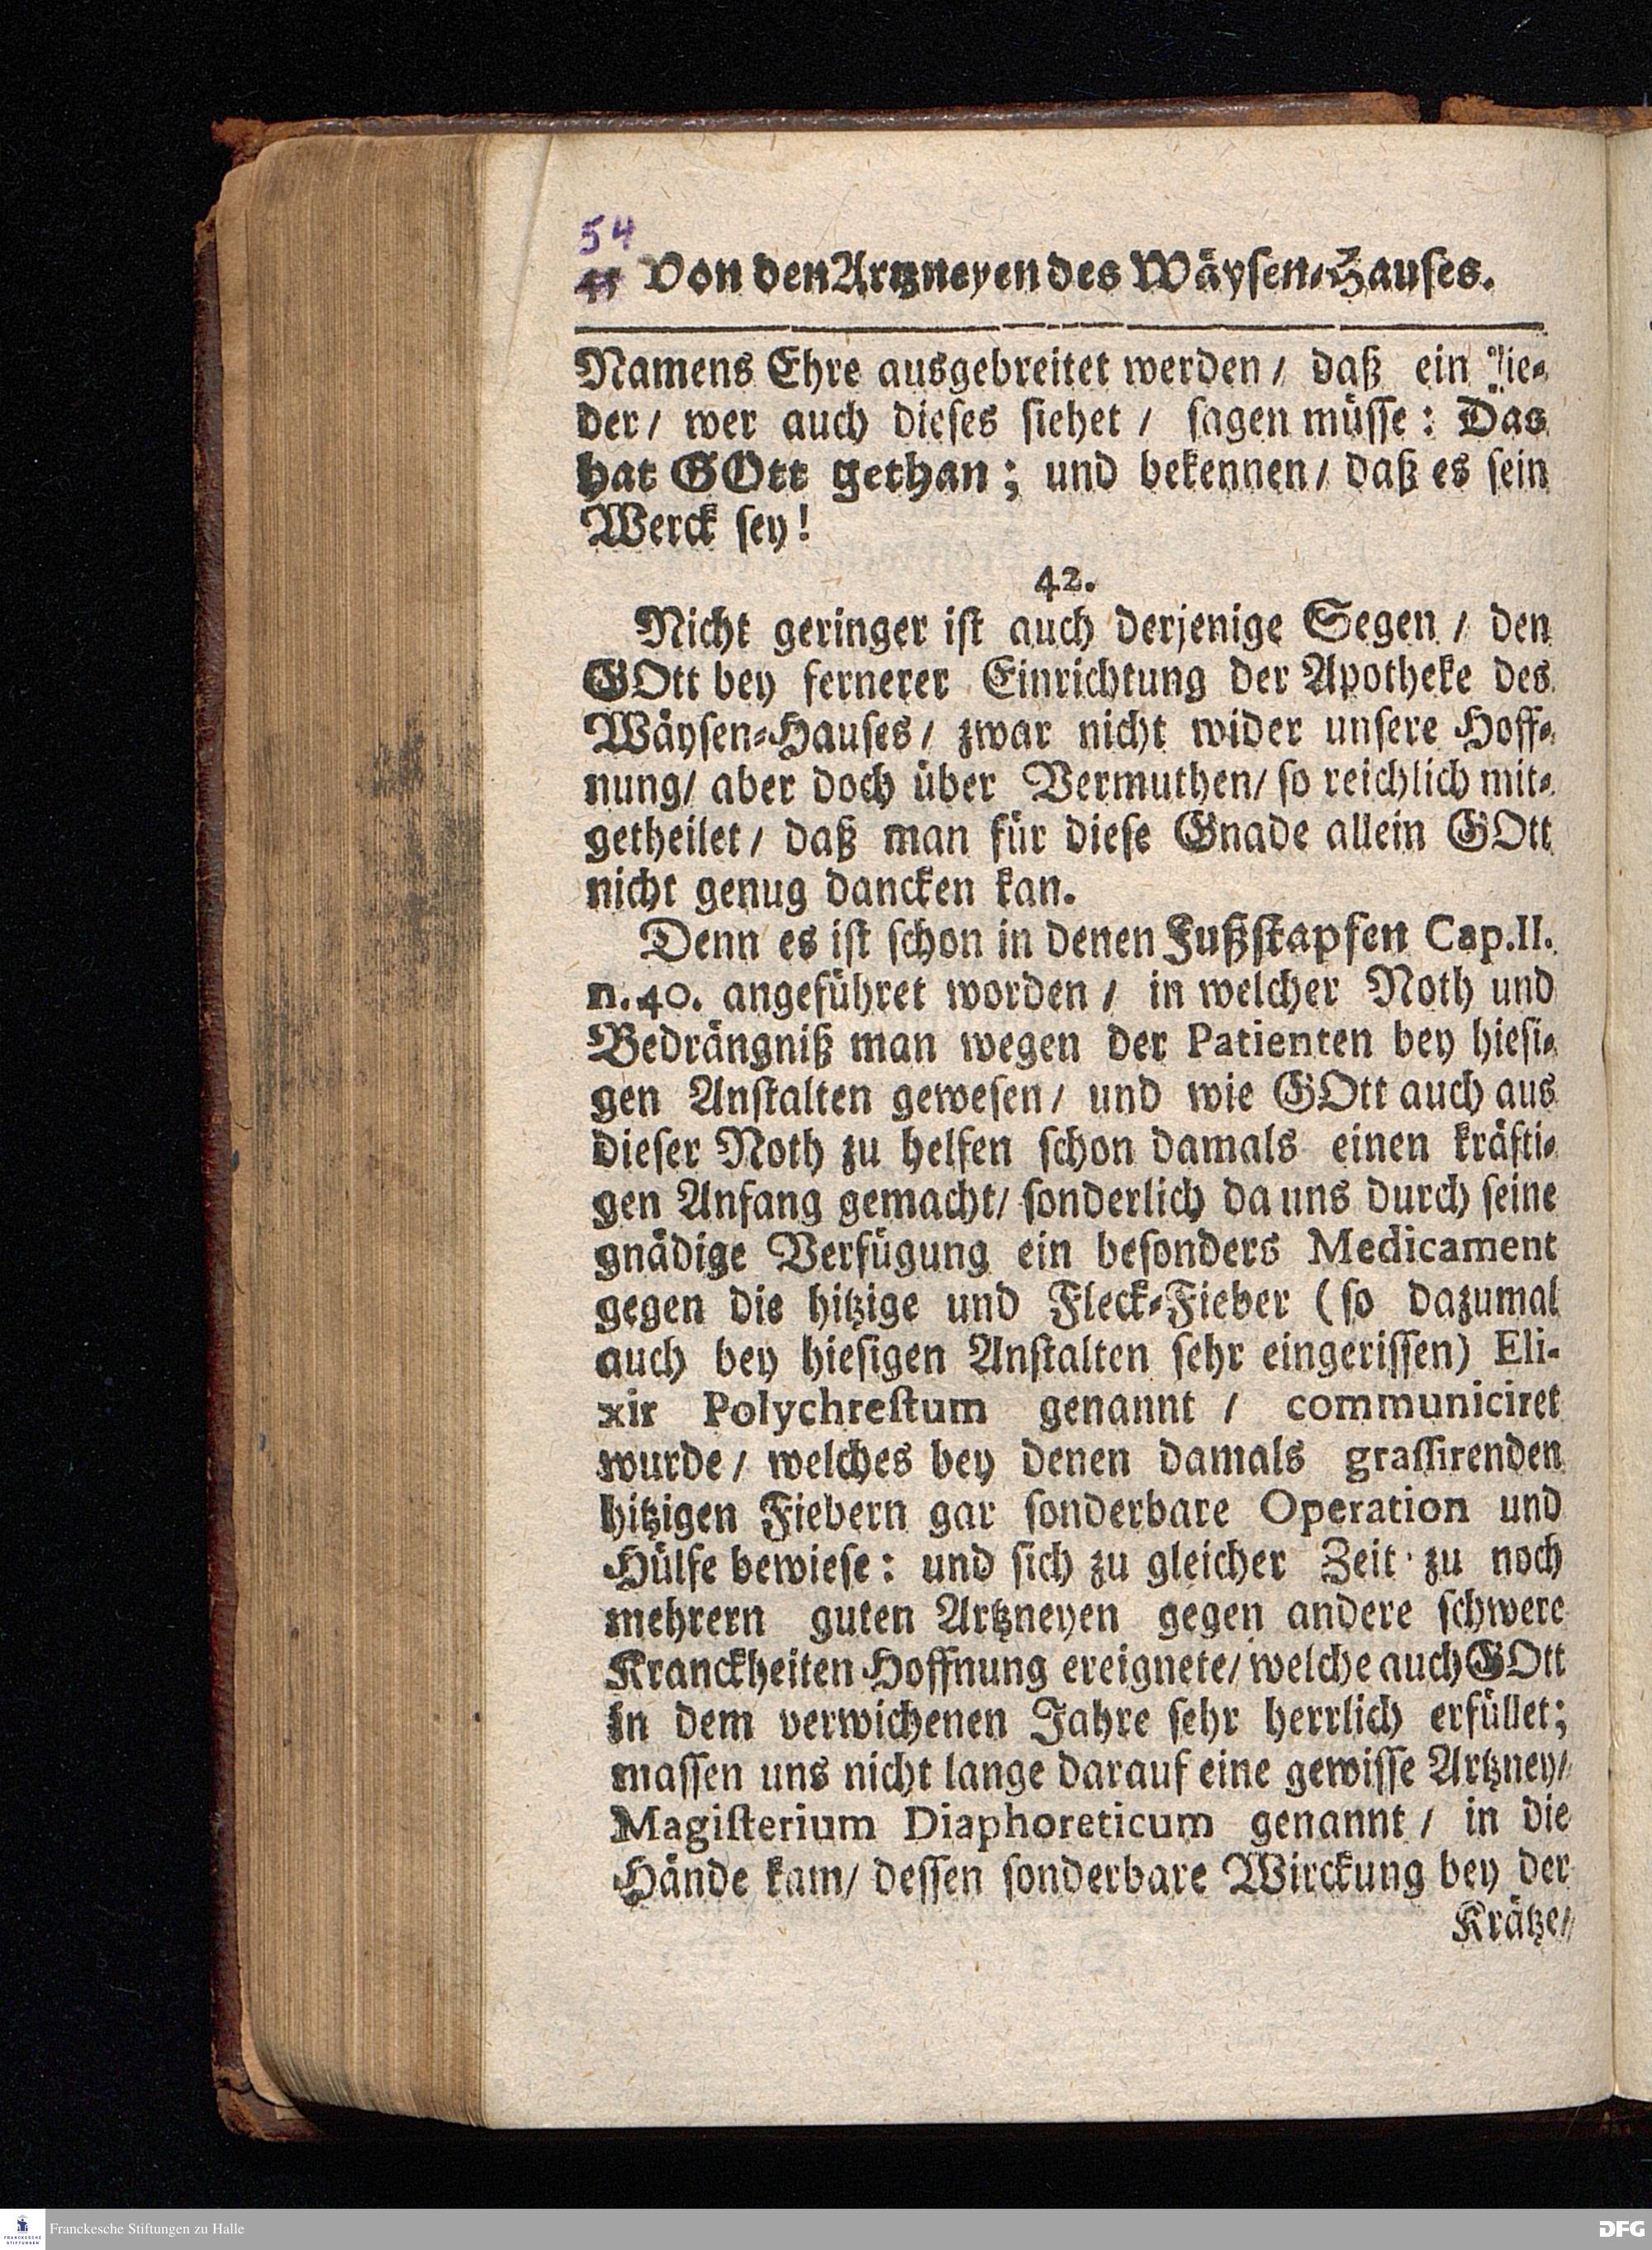 54
45 Von den Artzneyen des Wäysen-Hauses.
Namens Ehre ausgebreitet werden / daß ein Jie-
der / wer auch dieses siehet / sagen müsse: Das
hat GOtt gethan; und bekennen / daß es sein
Werck sey!
42.
Nicht geringer ist auch derjenige Segen / den
GOtt bey fernerer Einrichtung der Apotheke des
Wäysen-Hauses / zwar nicht wider unsere Hoff-
nung / aber doch über Vermuthen / so reichlich mit-
getheilet / daß man für diese Gnade allein GOtt
nicht genug dancken kan.
Denn es ist schon in denen Fußstapfen Cap.II.
n.40. angeführet worden / in welcher Noth und
Bedrängniß man wegen der Patienten bey hiesi-
gen Anstalten gewesen / und wie GOtt auch aus
dieser Noth zu helfen schon damals einen kräfti-
gen Anfang gemacht / sonderlich da uns durch seine
gnädige Verfügung ein besonders Medicament
gegen die hitzige und Fleck-Fieber (so dazumal
auch bey hiesigen Anstalten sehr eingerissen) Eli-
xir Polychrestum genannt / communiciret
wurde / welches bey denen damals grassirenden
hitzigen Fiebern gar sonderbare Operation und
Hülfe bewiese: und sich zu gleicher Zeit zu noch
mehrern guten Artzneyen gegen andere schwere
Kranckheiten Hoffnung ereignete / welche auch GOtt
in dem verwichenen Jahre sehr herrlich erfüllet;
massen uns nicht lange darauf eine gewisse Artzney /
Magisterium Diaphoreticum genannt / in die
Hände kam / dessen sonderbare Wirckung bey der
Krätze /
Franckesche Stiftungen zu Halle
FRANCKESCHE STIFTUNGEN
DFG